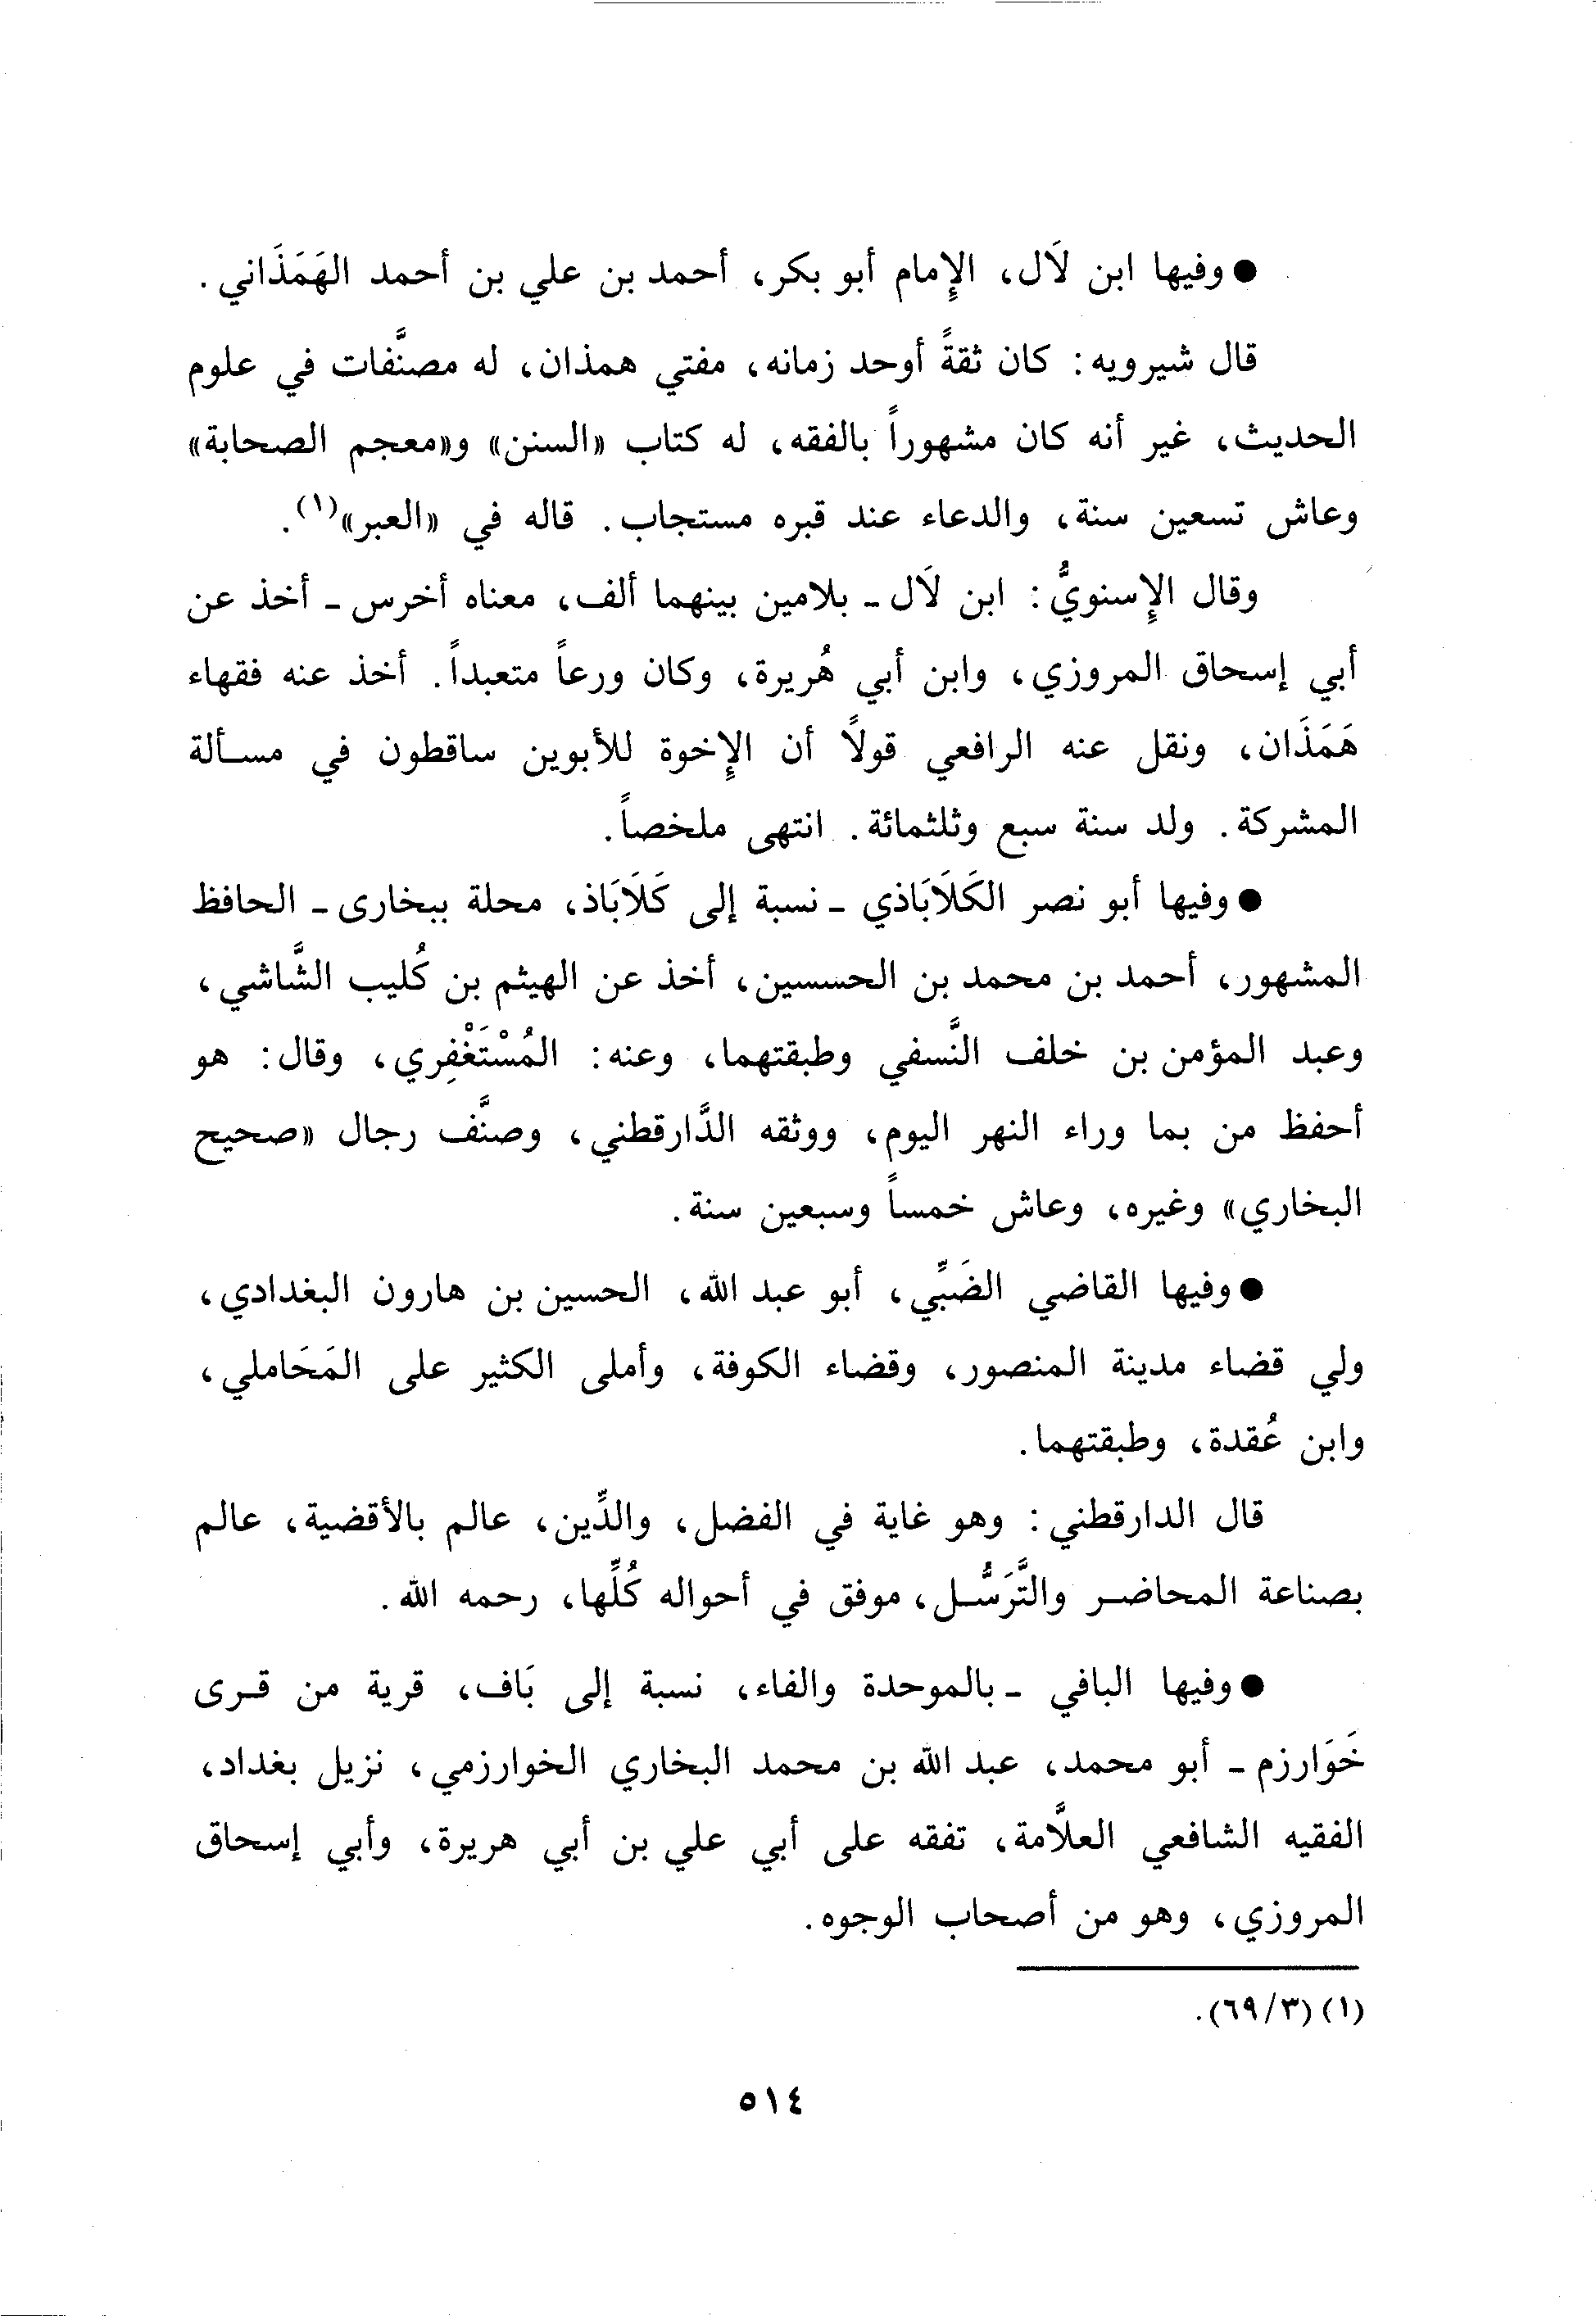 ● وفيها ابن لَال، الإِمام أبو بكر، أحمد بن علي بن أحمد الهَمَذَاني.
قال شيرويه: كان ثقةً أوحد زمانه، مفتي همذان، له مصنَّفات في علوم
الحديث، غير أنه كان مشهوراً بالفقه، له كتاب «السنن» و«معجم الصحابة»
وعاش تسعين سنة، والدعاء عند قبره مستجاب. قاله في «العبر»(١).
وقال الإِسنويُّ: ابن لَال ـ بلامين بينهما ألف، معناه أخرس ـ أخذ عن
أبي إسحاق المروزي، وابن أبي هُريرة، وكان ورعاً متعبداً. أخذ عنه فقهاء
هَمَذَان، ونقل عنه الرافعي قولاً أن الإِخوة للأبوين ساقطون في مسألة
المشركة. ولد سنة سبع وثلثمائة. انتهى ملخصاً.
● وفيها أبو نصر الكَلَابَاذي ـ نسبة إلى كَلَابَاذ، محلة ببخارى ـ الحافظ
المشهور، أحمد بن محمد بن الحسسين، أخذ عن الهيثم بن كُليب الشَّاشي،
وعبد المؤمن بن خلف النَّسفي وطبقتهما، وعنه: المُسْتَغْفِري، وقال: هو
أحفظ من بما وراء النهر اليوم، ووثقه الدَّارقطني، وصنَّف رجال «صحيح
البخاري» وغيره، وعاش خمساً وسبعين سنة.
● وفيها القاضي الضَبِّي، أبو عبد الله، الحسين بن هارون البغدادي،
ولي قضاء مدينة المنصور، وقضاء الكوفة، وأملى الكثير على المَحَاملي،
وابن عُقدة، وطبقتهما.
قال الدارقطني: وهو غاية في الفضل، والدِّين، عالم بالأقضية، عالم
بصناعة المحاضر والتَّرَسُّل، موفق في أحواله كُلِّها، رحمه الله.
● وفيها البافي ـ بالموحدة والفاء، نسبة إلى بَاف، قرية من قرى
خَوَارزم ـ أبو محمد، عبد الله بن محمد البخاري الخوارزمي، نزيل بغداد،
الفقيه الشافعي العلَّامة، تفقه على أبي علي بن أبي هريرة، وأبي إسحاق
المروزي، وهو من أصحاب الوجوه.
(١) (٦٩/٣).
٥١٤